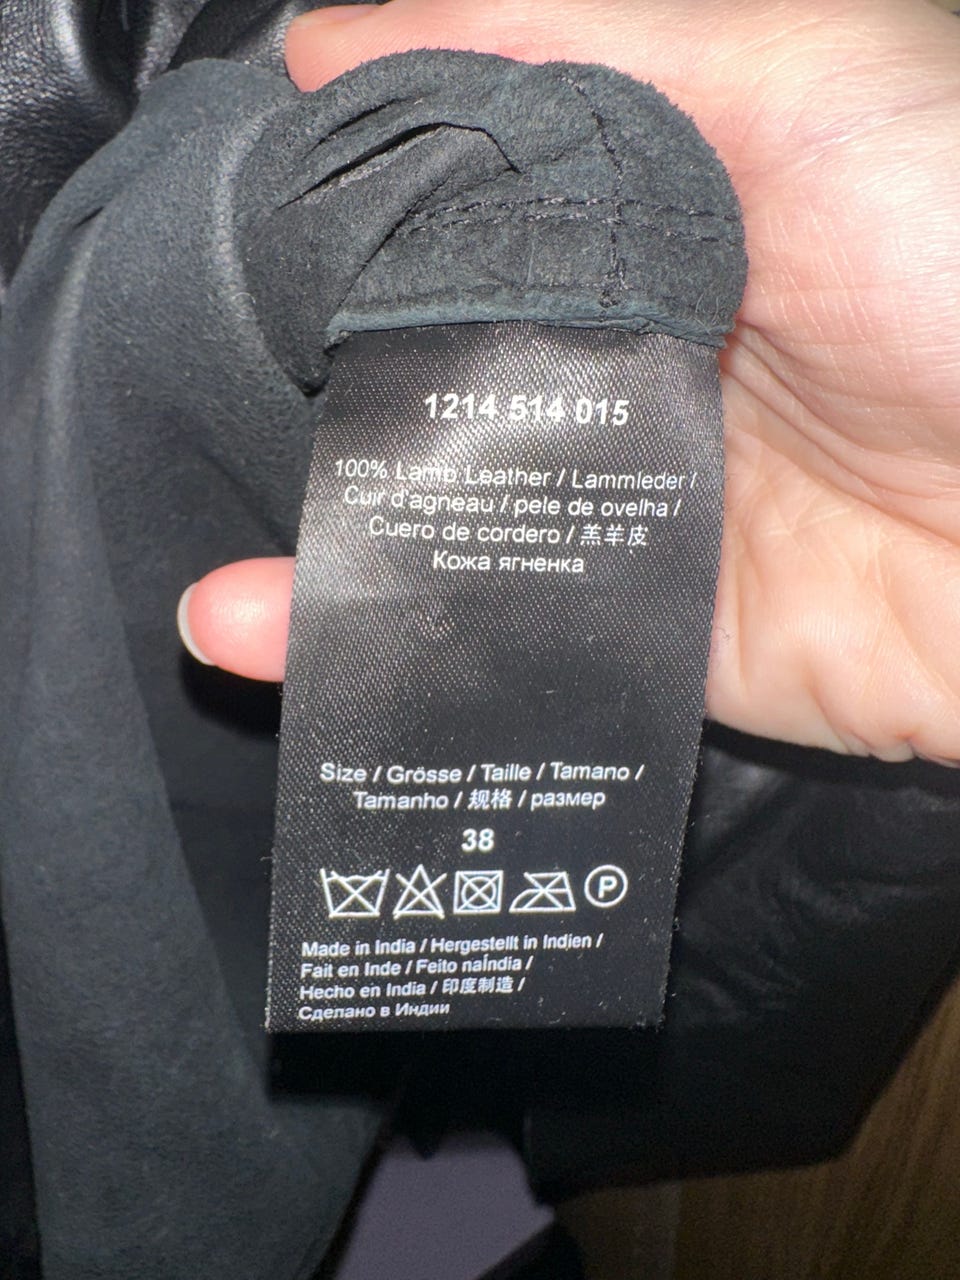 1214 514 015
100% Lamb Leather / Lammleder /
Cuir d'agneau / pele de ovelha /
Cuero de cordero / 羔羊皮
Кожа ягненка
Size / Grösse / Taille / Tamano /
Tamanho / 规格 / размер
38
P
Made in India / Hergestellt in Indien /
Fait en Inde / Feito naÍndia /
Hecho en India / 印度制造 /
Сделано в Индии